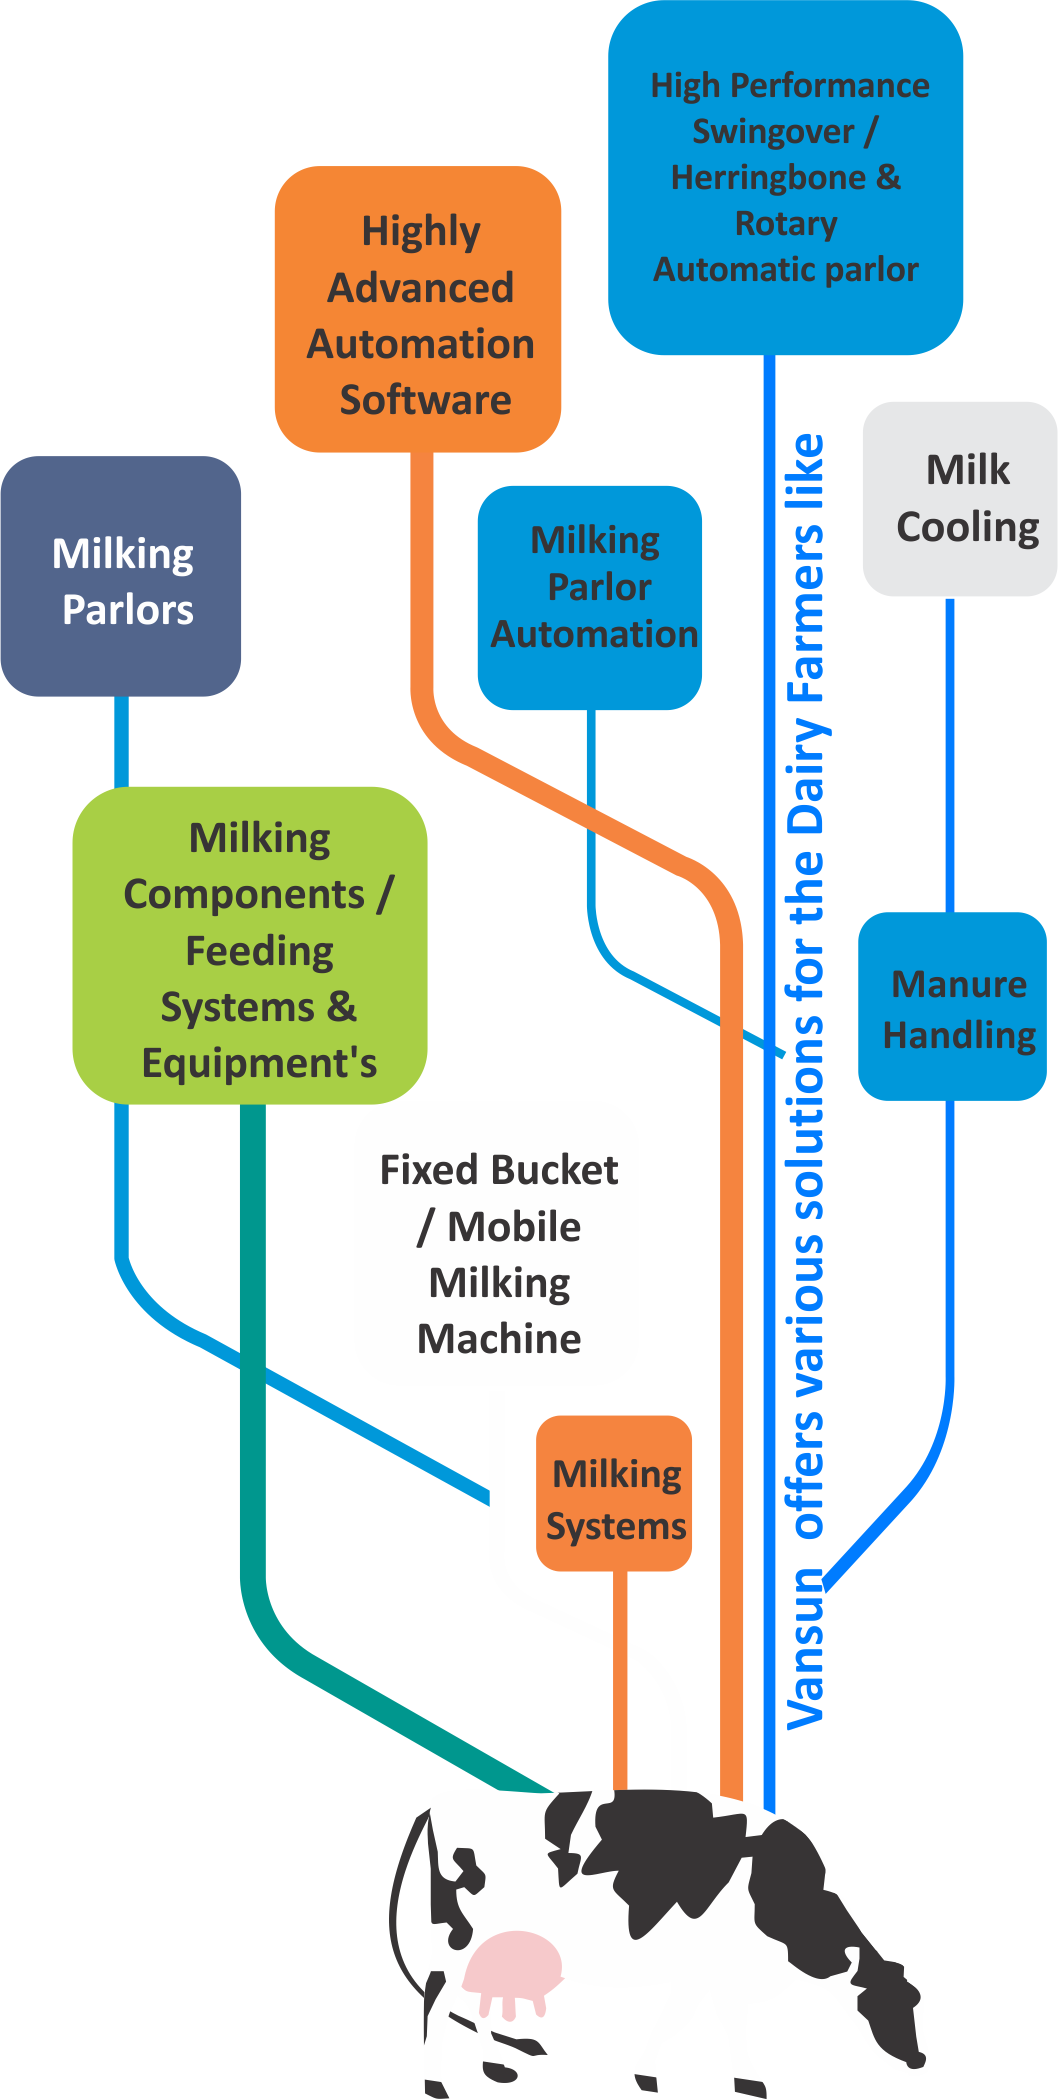 High Performance
Swingover /
Herringbone &
Rotary
Automatic parlor
Highly
Advanced
Automation
Software
Milk
Cooling
Milking
Parlors
Milking
Parlor
Automation
Vansun offers various solutions for the Dairy Farmers like
Milking
Components /
Feeding
Systems &
Equipment's
Manure
Handling
Fixed Bucket
/ Mobile
Milking
Machine
Milking
Systems